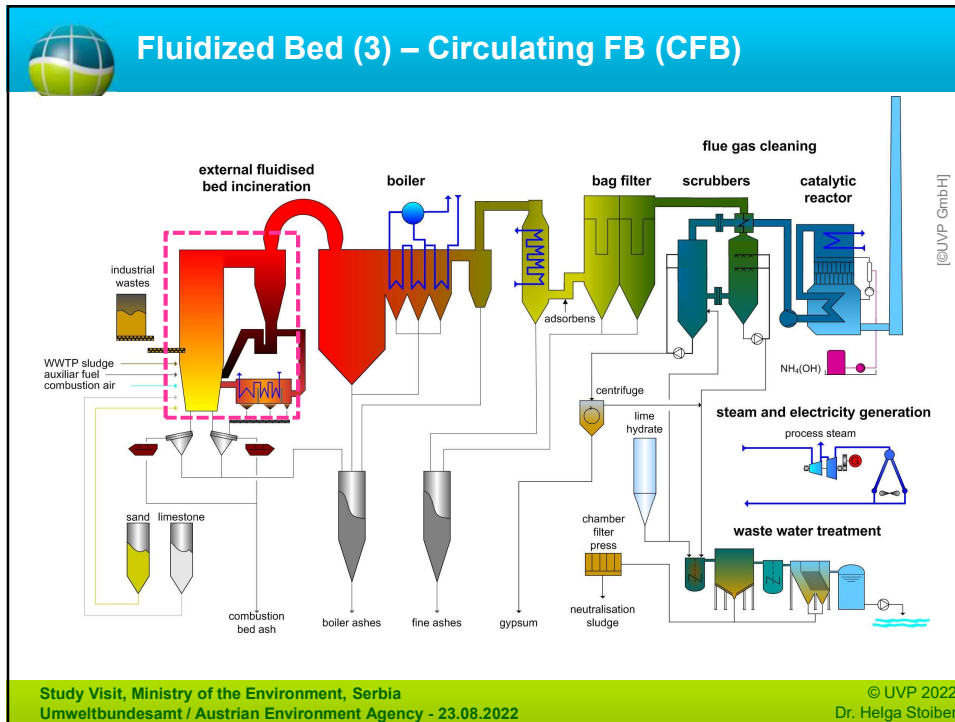 Fluidized Bed (3) – Circulating FB (CFB)
flue gas cleaning
external fluidised
bed incineration
boiler
bag filter
scrubbers
catalytic
reactor
[©UVP GmbH]
industrial
wastes
adsorbens
WWTP sludge
auxiliar fuel
combustion air
NH4(OH)
centrifuge
lime
hydrate
steam and electricity generation
process steam
G
sand
limestone
chamber
filter
press
waste water treatment
combustion
bed ash
boiler ashes
fine ashes
gypsum
neutralisation
sludge
Study Visit, Ministry of the Environment, Serbia
Umweltbundesamt / Austrian Environment Agency - 23.08.2022
© UVP 2022
Dr. Helga Stoiber